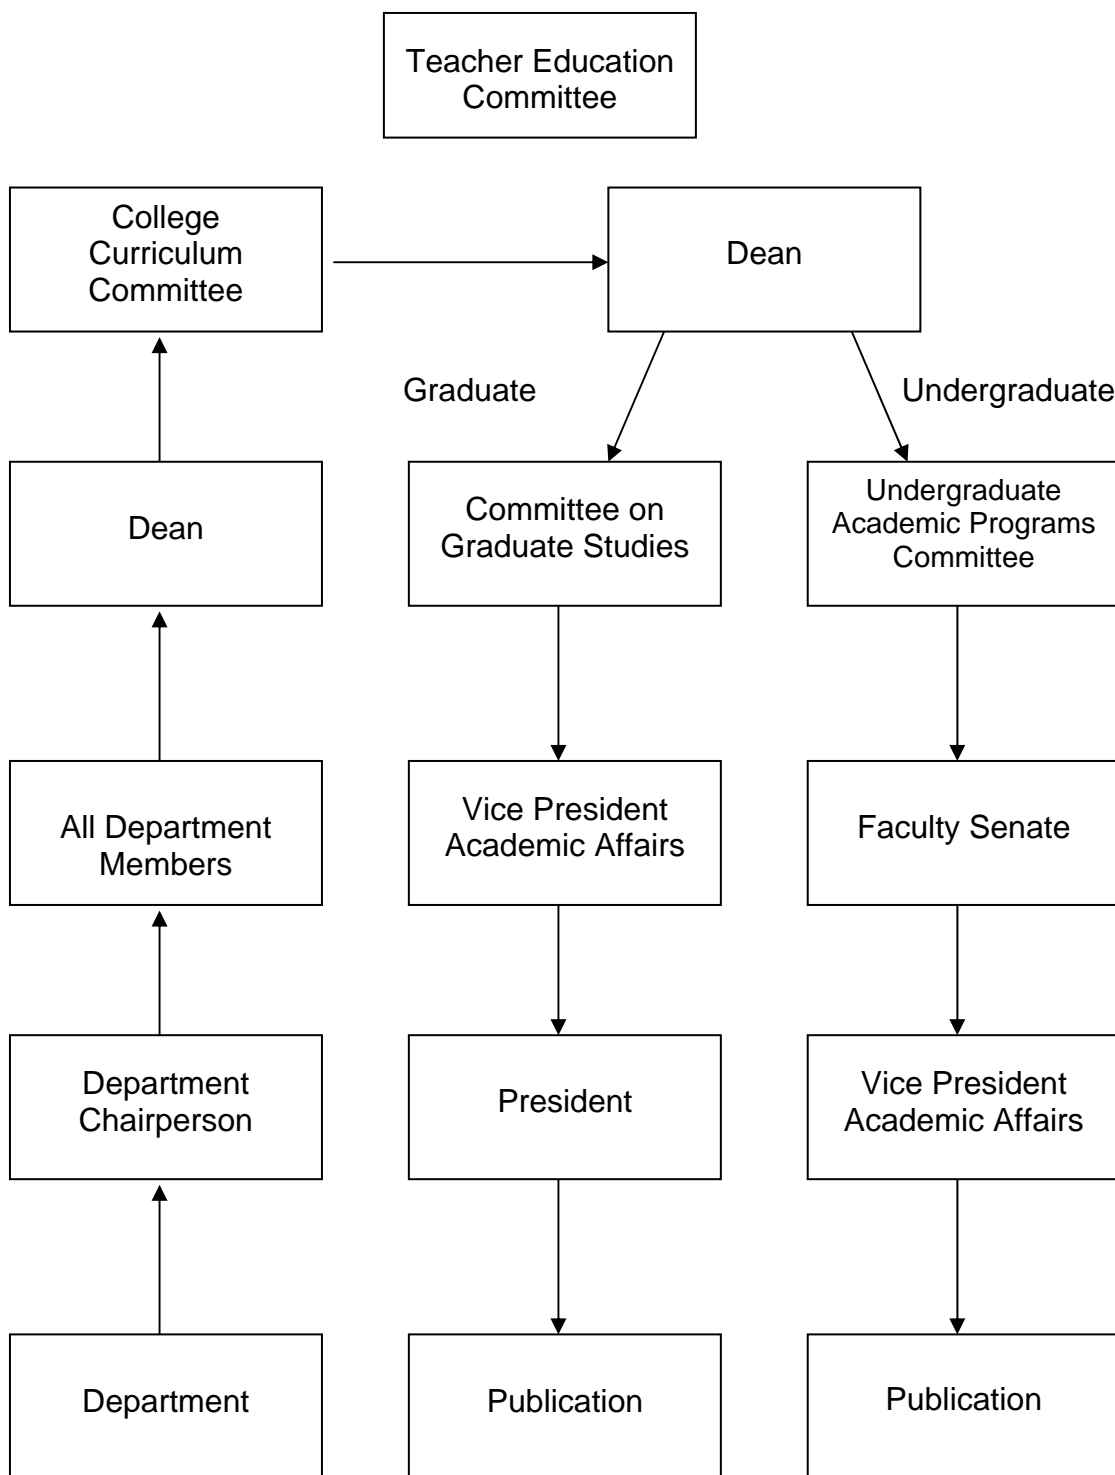 Teacher Education
Committee
College
Curriculum
Committee
Dean
Graduate
Undergraduate
Dean
Committee on
Graduate Studies
Undergraduate
Academic Programs
Committee
All Department
Members
Vice President
Academic Affairs
Faculty Senate
Department
Chairperson
President
Vice President
Academic Affairs
Department
Publication
Publication